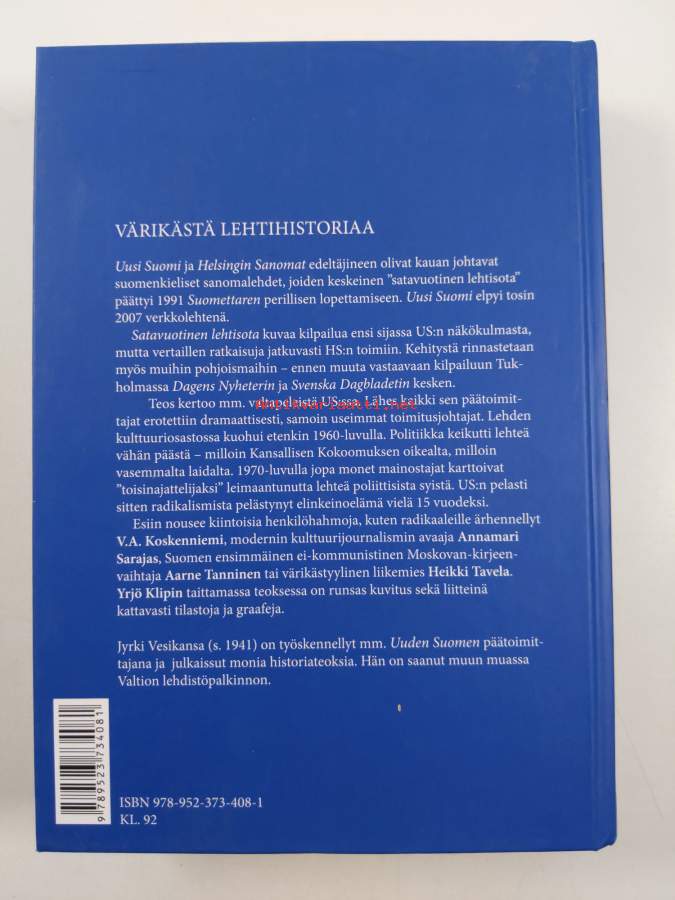 VÄRIKÄSTÄ LEHTIHISTORIAA
Uusi Suomi ja Helsingin Sanomat edeltäjineen olivat kauan johtavat
suomenkieliset sanomalehdet, joiden keskeinen "satavuotinen lehtisota"
päättyi 1991 Suomettaren perillisen lopettamiseen. Uusi Suomi elpyi tosin
2007 verkkolehtenä.
Satavuotinen lehtisota kuvaa kilpailua ensi sijassa US:n näkökulmasta,
mutta vertaillen ratkaisuja jatkuvasti HS:n toimiin. Kehitystä rinnastetaan
myös muihin pohjoismaihin – ennen muuta vastaavaan kilpailuun Tuk-
holmassa Dagens Nyheterin ja Svenska Dagbladetin kesken.
Teos kertoo mm. valtapeleistä US:ssa. Lähes kaikki sen päätoimit-
antikvariaatti.net
tajat erotettiin dramaattisesti, samoin useimmat toimitusjohtajat. Lehden
kulttuuriosastossa kuohui etenkin 1960-luvulla. Politiikka keikutti lehteä
vähän päästä – milloin Kansallisen Kokoomuksen oikealta, milloin
vasemmalta laidalta. 1970-luvulla jopa monet mainostajat karttoivat
"toisinajattelijaksi" leimaantunutta lehteä poliittisista syistä. US:n pelasti
sitten radikalismista pelästynyt elinkeinoelämä vielä 15 vuodeksi.
Esiin nousee kiintoisia henkilöhahmoja, kuten radikaaleille ärhennellyt
V.A. Koskenniemi, modernin kulttuurijournalismin avaaja Annamari
Sarajas, Suomen ensimmäinen ei-kommunistinen Moskovan-kirjeen-
vaihtaja Aarne Tanninen tai värikästyylinen liikemies Heikki Tavela.
Yrjö Klipin taittamassa teoksessa on runsas kuvitus sekä liitteinä
kattavasti tilastoja ja graafeja.
Jyrki Vesikansa (s. 1941) on työskennellyt mm. Uuden Suomen päätoimit-
tajana ja julkaissut monia historiateoksia. Hän on saanut muun muassa
Valtion lehdistöpalkinnon.
9 789523 734081
ISBN 978-952-373-408-1
KL. 92